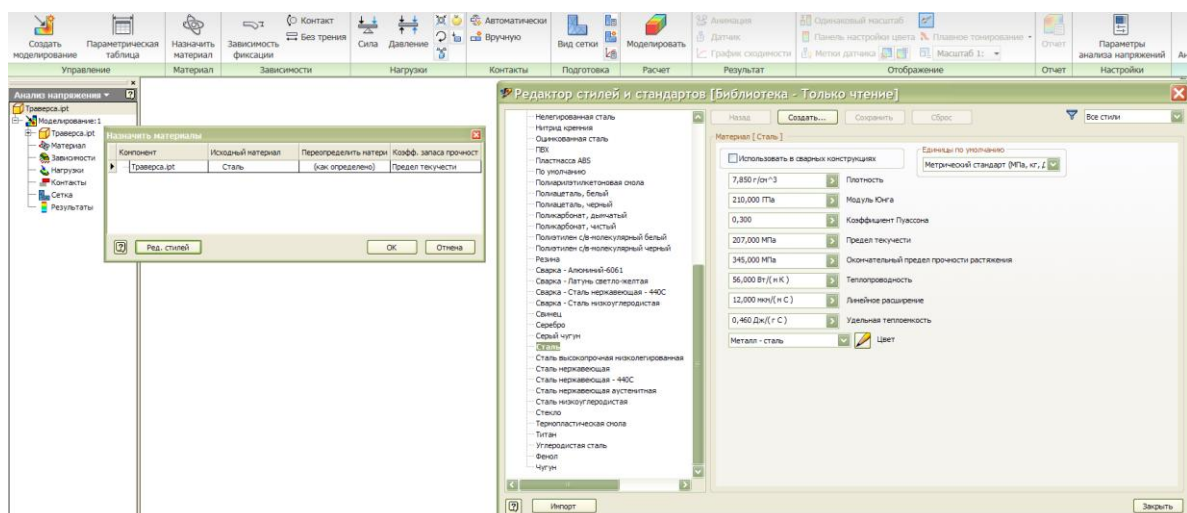 Создать моделирование
Параметрическая таблица
Назначить материал
Зависимость фиксации
Контакт
Без трения
Сила
Давление
Автоматически
Вручную
Вид сетки
Моделировать
Анимация
Датчик
График сходимости
Одинаковый масштаб
Панель настройки цвета
Плавное тонирование
Метки датчика
Масштаб 1:
Отчет
Параметры анализа напряжений
Управление
Материал
Зависимости
Нагрузки
Контакты
Подготовка
Расчет
Результат
Отображение
Отчет
Настройки
Анализ напряжения
Траверса.ipt
Моделирование:1
Траверса.ipt
Материал
Зависимости
Нагрузки
Контакты
Сетка
Результаты
Назначить материалы
Компонент
Исходный материал
Переопределить матери
Коэфф. запаса прочност
Траверса.ipt
Сталь
(как определено)
Предел текучести
Ред. стилей
ОК
Отмена
Редактор стилей и стандартов [Библиотека - Только чтение]
Нелегированная сталь
Нитрид кремния
Оцинкованная сталь
ПВХ
Пластмасса ABS
По умолчанию
Полиарилэтилкетоновая смола
Полиацеталь, белый
Полиацеталь, черный
Поликарбонат, дымчатый
Поликарбонат, чистый
Полиэтилен с/в-молекулярный белый
Полиэтилен с/в-молекулярный черный
Резина
Сварка - Алюминий-6061
Сварка - Латунь светло-желтая
Сварка - Сталь нержавеющая - 440C
Сварка - Сталь низкоуглеродистая
Свинец
Серебро
Серый чугун
Сталь
Сталь высокопрочная низколегированная
Сталь нержавеющая
Сталь нержавеющая - 440C
Сталь нержавеющая аустенитная
Сталь низкоуглеродистая
Стекло
Термопластическая смола
Титан
Углеродистая сталь
Фенол
Чугун
Импорт
Назад
Создать...
Сохранить
Сброс
Все стили
Материал [ Сталь ]
Использовать в сварных конструкциях
Единицы по умолчанию
Метрический стандарт (МПа, кг, Д
7,850 г/см^3
Плотность
210,000 ГПа
Модуль Юнга
0,300
Коэффициент Пуассона
207,000 МПа
Предел текучести
345,000 МПа
Окончательный предел прочности растяжения
56,000 Вт/( м К )
Теплопроводность
12,000 мкм/( м С )
Линейное расширение
0,460 Дж/( г С )
Удельная теплоемкость
Металл - сталь
Цвет
Закрыть